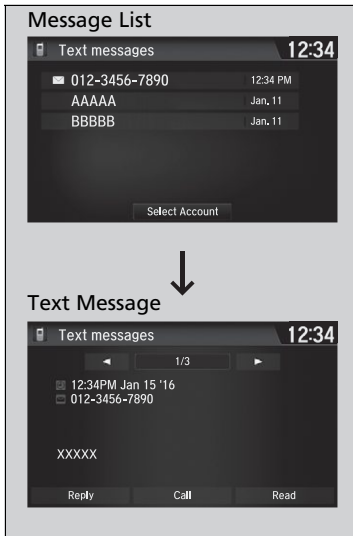 Message List
Text messages 12:34
012-3456-7890 12:34 PM
AAAAA Jan. 11
BBBBB Jan. 11
Select Account
Text Message
Text messages 12:34
1/3
12:34PM Jan 15 '16
012-3456-7890
XXXXX
Reply Call Read